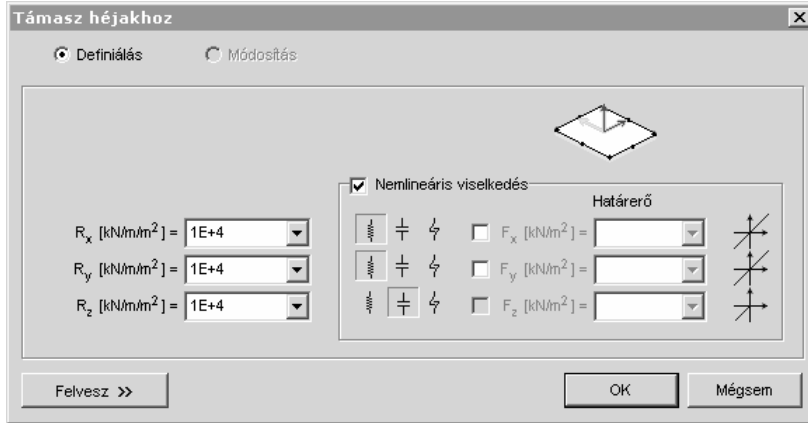 Támasz héjakhoz
Definiálás Módosítás
Nemlineáris viselkedés
Határerő
Rx [kN/m/m²] = 1E+4 Fx [kN/m²] =
Ry [kN/m/m²] = 1E+4 Fy [kN/m²] =
Rz [kN/m/m²] = 1E+4 Fz [kN/m²] =
Felvesz >> OK Mégsem